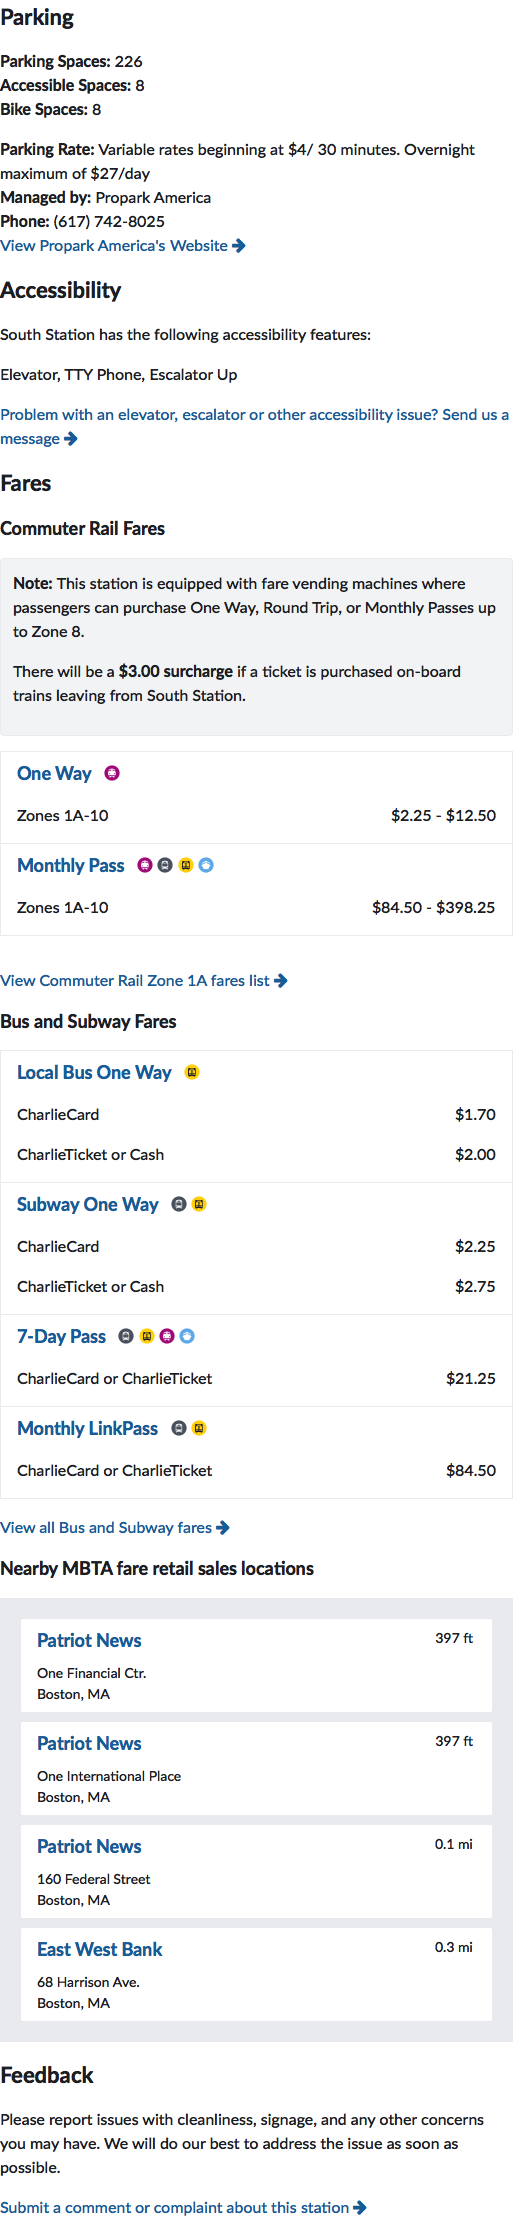 Parking
Parking Spaces: 226
Accessible Spaces: 8
Bike Spaces: 8
Parking Rate: Variable rates beginning at $4/ 30 minutes. Overnight
maximum of $27/day
Managed by: Propark America
Phone: (617) 742-8025
View Propark America's Website
Accessibility
South Station has the following accessibility features:
Elevator, TTY Phone, Escalator Up
Problem with an elevator, escalator or other accessibility issue? Send us a
message
Fares
Commuter Rail Fares
Note: This station is equipped with fare vending machines where
passengers can purchase One Way, Round Trip, or Monthly Passes up
to Zone 8.
There will be a $3.00 surcharge if a ticket is purchased on-board
trains leaving from South Station.
One Way
Zones 1A-10 $2.25 - $12.50
Monthly Pass
Zones 1A-10 $84.50 - $398.25
View Commuter Rail Zone 1A fares list
Bus and Subway Fares
Local Bus One Way
CharlieCard $1.70
CharlieTicket or Cash $2.00
Subway One Way
CharlieCard $2.25
CharlieTicket or Cash $2.75
7-Day Pass
CharlieCard or CharlieTicket $21.25
Monthly LinkPass
CharlieCard or CharlieTicket $84.50
View all Bus and Subway fares
Nearby MBTA fare retail sales locations
Patriot News 397 ft
One Financial Ctr.
Boston, MA
Patriot News 397 ft
One International Place
Boston, MA
Patriot News 0.1 mi
160 Federal Street
Boston, MA
East West Bank 0.3 mi
68 Harrison Ave.
Boston, MA
Feedback
Please report issues with cleanliness, signage, and any other concerns
you may have. We will do our best to address the issue as soon as
possible.
Submit a comment or complaint about this station